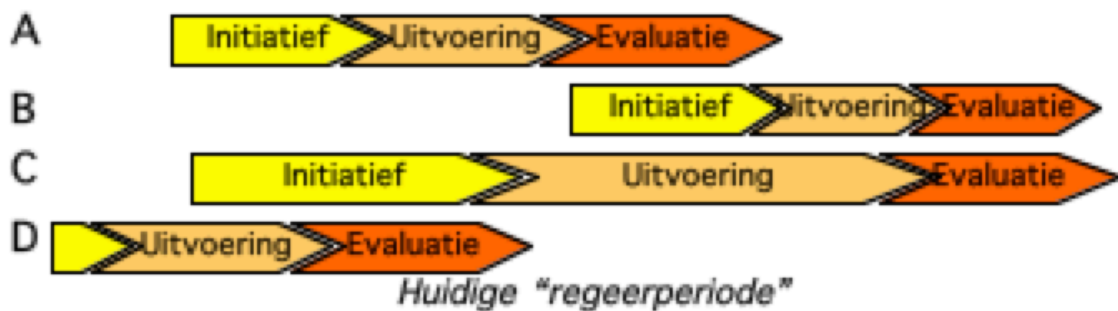 A Initiatief Uitvoering Evaluatie
B Initiatief Uitvoering Evaluatie
C Initiatief Uitvoering Evaluatie
D Uitvoering Evaluatie
Huidige “regeerperiode”